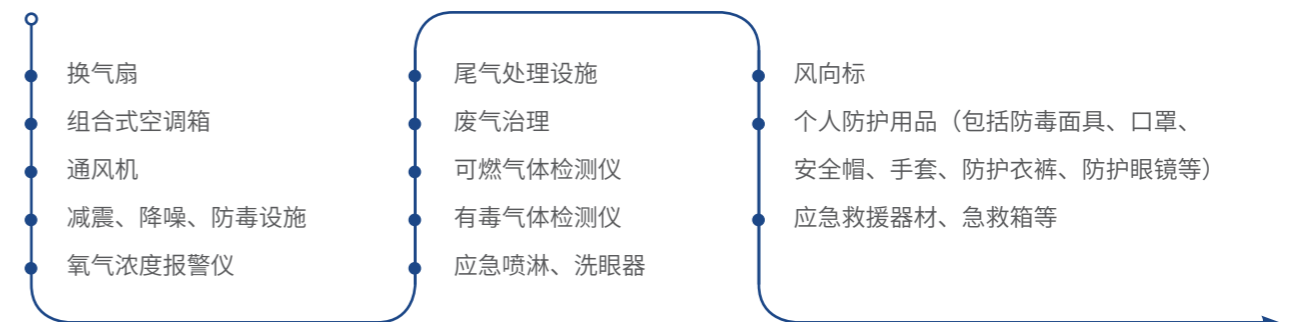 换气扇
组合式空调箱
通风机
减震、降噪、防毒设施
氧气浓度报警仪
尾气处理设施
废气治理
可燃气体检测仪
有毒气体检测仪
应急喷淋、洗眼器
风向标
个人防护用品（包括防毒面具、口罩、
安全帽、手套、防护衣裤、防护眼镜等）
应急救援器材、急救箱等